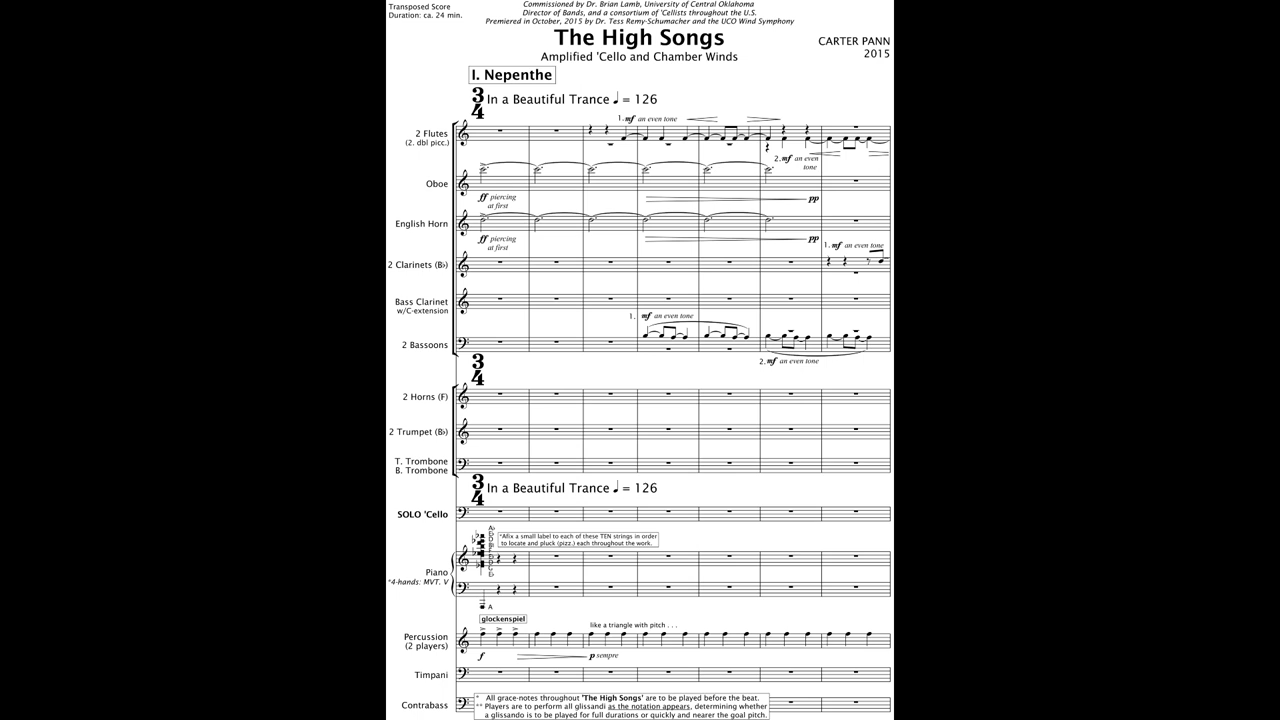 Transposed Score
Duration: ca. 24 min.
Commissioned by Dr. Brian Lamb, University of Central Oklahoma
Director of Bands, and a consortium of 'Cellists throughout the U.S.
Premiered in October, 2015 by Dr. Tess Remy-Schumacher and the UCO Wind Symphony
The High Songs
Amplified 'Cello and Chamber Winds
CARTER PANN
2015
I. Nepenthe
3
4
In a Beautiful Trance ♩ = 126
1. mf an even tone
2 Flutes
(2. dbl picc.)
2. mf an even
tone
Oboe
ff piercing
at first
pp
English Horn
ff piercing
at first
pp
1. mf an even tone
2 Clarinets (B♭)
Bass Clarinet
w/C-extension
1. mf an even tone
2 Bassoons
2. mf an even tone
3
4
2 Horns (F)
2 Trumpet (B♭)
T. Trombone
B. Trombone
3
4
In a Beautiful Trance ♩ = 126
SOLO 'Cello
*Afix a small label to each of these TEN strings in order
to locate and pluck (pizz.) each throughout the work.
Piano
*4-hands: MVT. V
A
glockenspiel
like a triangle with pitch . . .
Percussion
(2 players)
f
p sempre
Timpani
Contrabass
* All grace-notes throughout 'The High Songs' are to be played before the beat.
** Players are to perform all glissandi as the notation appears, determining whether
a glissando is to be played for full durations or quickly and nearer the goal pitch.